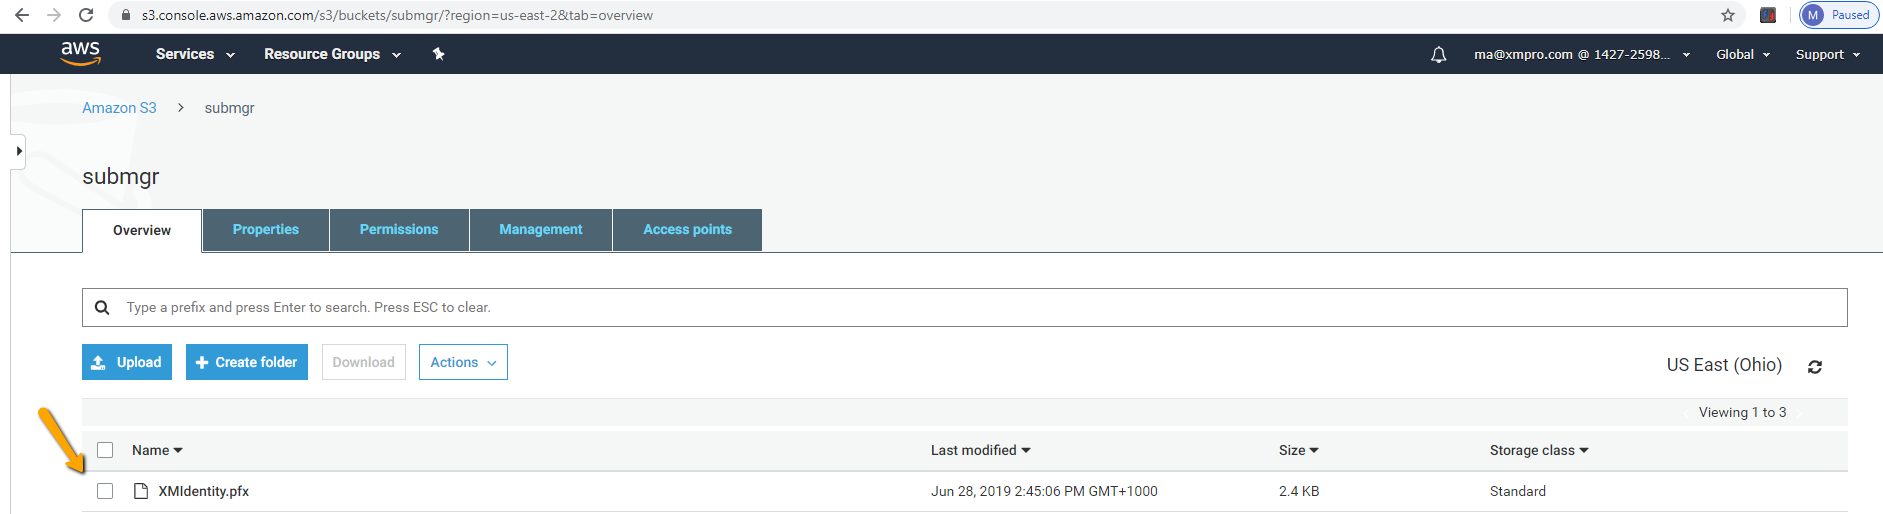 s3.console.aws.amazon.com/s3/buckets/submgr/?region=us-east-2&tab=overview M Paused
aws Services Resource Groups ma@xmpro.com @ 1427-2598... Global Support
Amazon S3 > submgr
submgr
Overview Properties Permissions Management Access points
Type a prefix and press Enter to search. Press ESC to clear.
Upload + Create folder Download Actions US East (Ohio)
Viewing 1 to 3
Name Last modified Size Storage class
XMIdentity.pfx Jun 28, 2019 2:45:06 PM GMT+1000 2.4 KB Standard